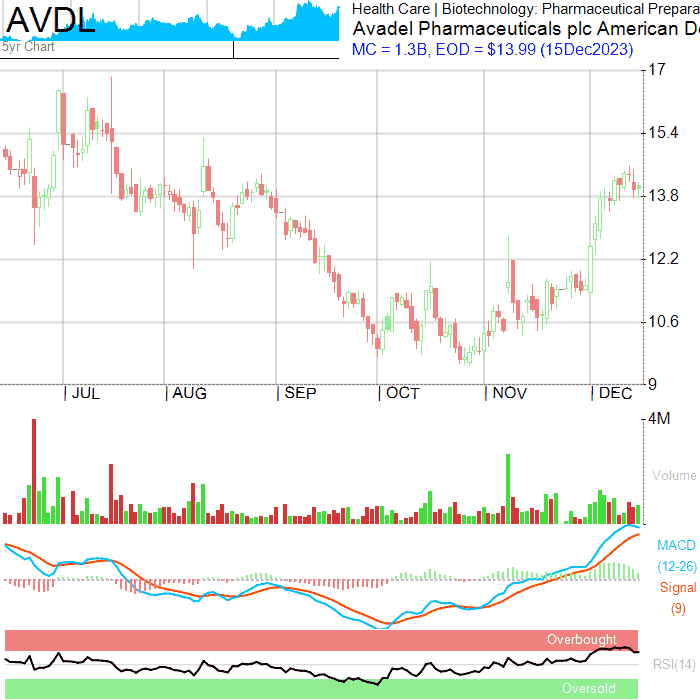 AVDL
5yr Chart
Health Care | Biotechnology: Pharmaceutical Prepara
Avadel Pharmaceuticals plc American De
MC = 1.3B, EOD = $13.99 (15Dec2023)
17
15.4
13.8
12.2
10.6
9
| JUL | AUG | SEP | OCT | NOV | DEC
4M
Volume
MACD
(12-26)
Signal
(9)
Overbought
RSI(14)
Oversold